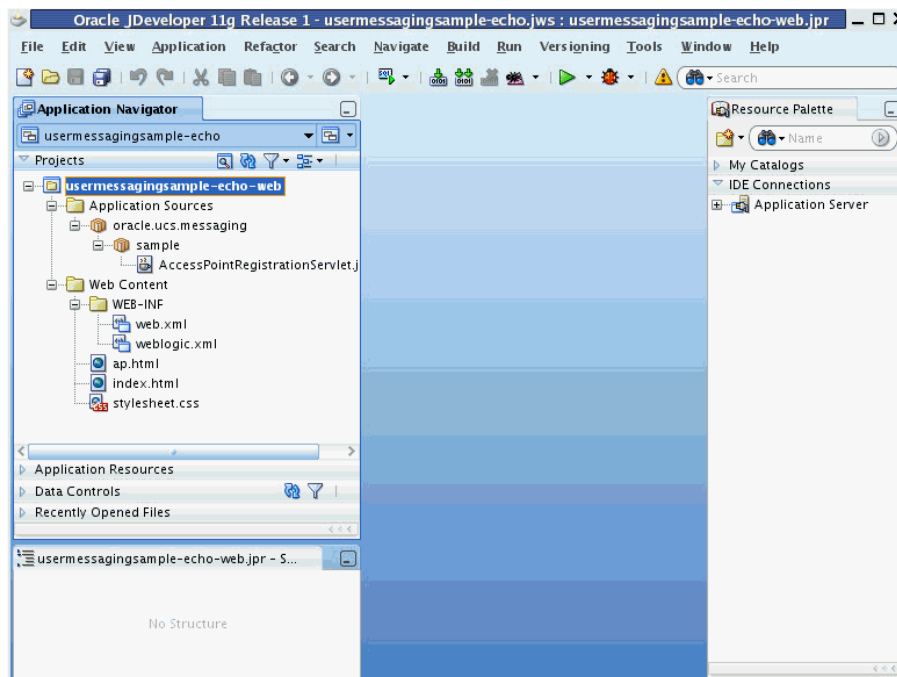 Oracle JDeveloper 11g Release 1 - usermessagingsample-echo.jws : usermessagingsample-echo-web.jpr
File Edit View Application Refactor Search Navigate Build Run Versioning Tools Window Help
Search
Application Navigator
usermessagingsample-echo
Projects
usermessagingsample-echo-web
Application Sources
oracle.ucs.messaging
sample
AccessPointRegistrationServlet.j
Web Content
WEB-INF
web.xml
weblogic.xml
ap.html
index.html
stylesheet.css
Application Resources
Data Controls
Recently Opened Files
usermessagingsample-echo-web.jpr - S...
No Structure
Resource Palette
Name
My Catalogs
IDE Connections
Application Server